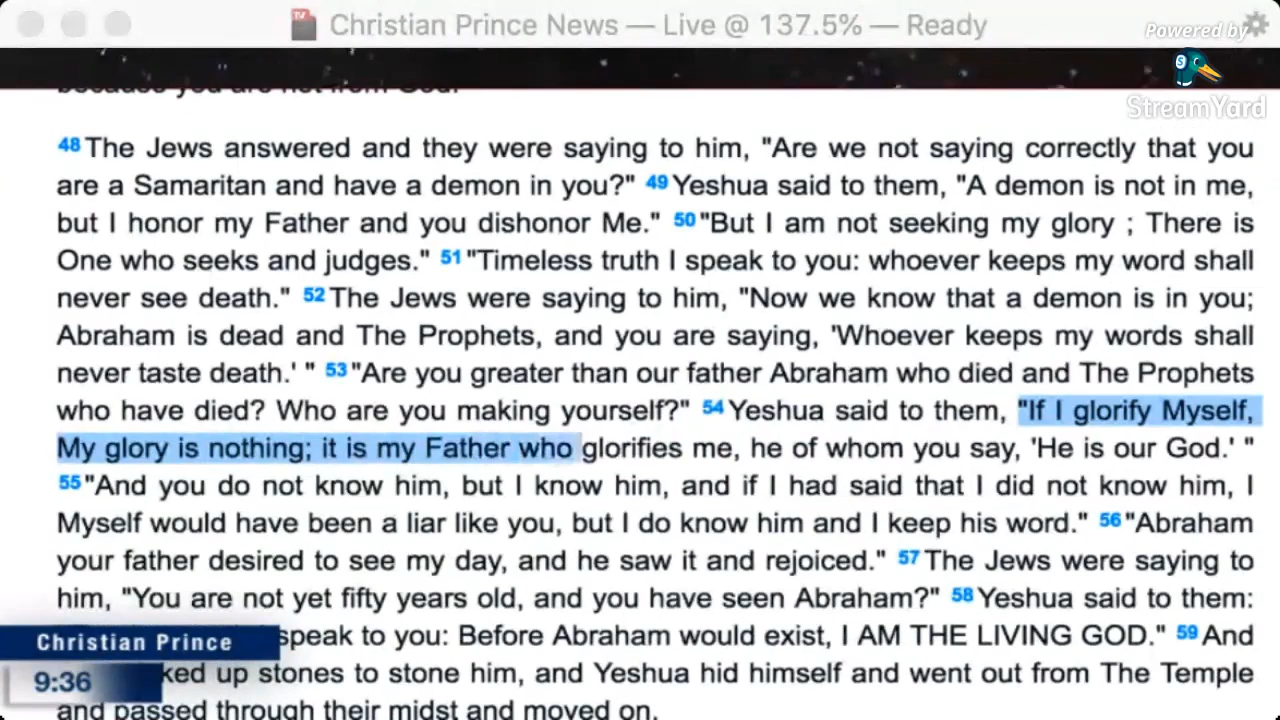 Christian Prince News — Live @ 137.5% — Ready
Powered by
StreamYard
because you are not from God.
48 The Jews answered and they were saying to him, "Are we not saying correctly that you
are a Samaritan and have a demon in you?" 49 Yeshua said to them, "A demon is not in me,
but I honor my Father and you dishonor Me." 50 "But I am not seeking my glory ; There is
One who seeks and judges." 51 "Timeless truth I speak to you: whoever keeps my word shall
never see death." 52 The Jews were saying to him, "Now we know that a demon is in you;
Abraham is dead and The Prophets, and you are saying, 'Whoever keeps my words shall
never taste death.' " 53 "Are you greater than our father Abraham who died and The Prophets
who have died? Who are you making yourself?" 54 Yeshua said to them, "If I glorify Myself,
My glory is nothing; it is my Father who glorifies me, he of whom you say, 'He is our God.' "
55 "And you do not know him, but I know him, and if I had said that I did not know him, I
Myself would have been a liar like you, but I do know him and I keep his word." 56 "Abraham
your father desired to see my day, and he saw it and rejoiced." 57 The Jews were saying to
him, "You are not yet fifty years old, and you have seen Abraham?" 58 Yeshua said to them:
speak to you: Before Abraham would exist, I AM THE LIVING GOD." 59 And
ked up stones to stone him, and Yeshua hid himself and went out from The Temple
and passed through their midst and moved on.
Christian Prince
9:36